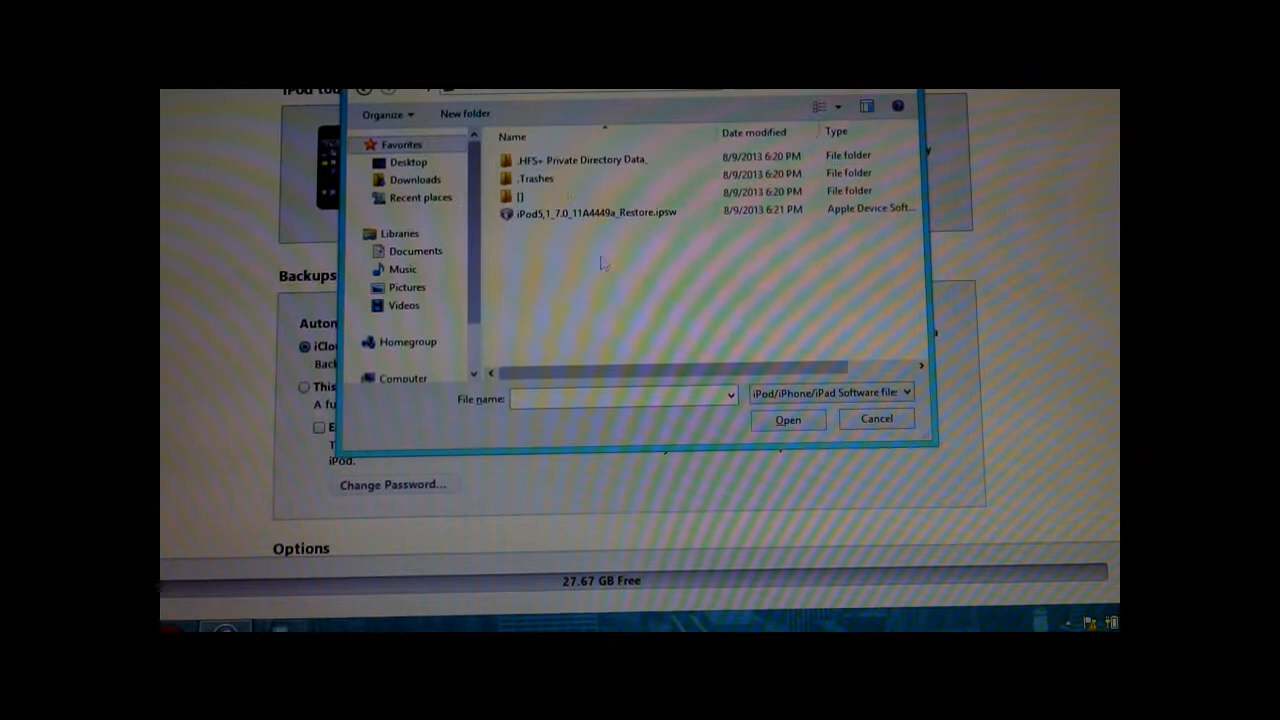 iPod tou
Organize
New folder
Name
Date modified
Type
Favorites
Desktop
Downloads
Recent places
Libraries
Documents
Music
Pictures
Videos
Homegroup
Computer
.HFS+ Private Directory Data_ 8/9/2013 6:20 PM File folder
.Trashes 8/9/2013 6:20 PM File folder
[] 8/9/2013 6:20 PM File folder
iPod5,1_7.0_11A4449a_Restore.ipsw 8/9/2013 6:21 PM Apple Device Soft...
File name:
iPod/iPhone/iPad Software files
Open
Cancel
Backups
Autom
iClou
Back
This
A fu
E
T
iPod.
Change Password...
Options
27.67 GB Free